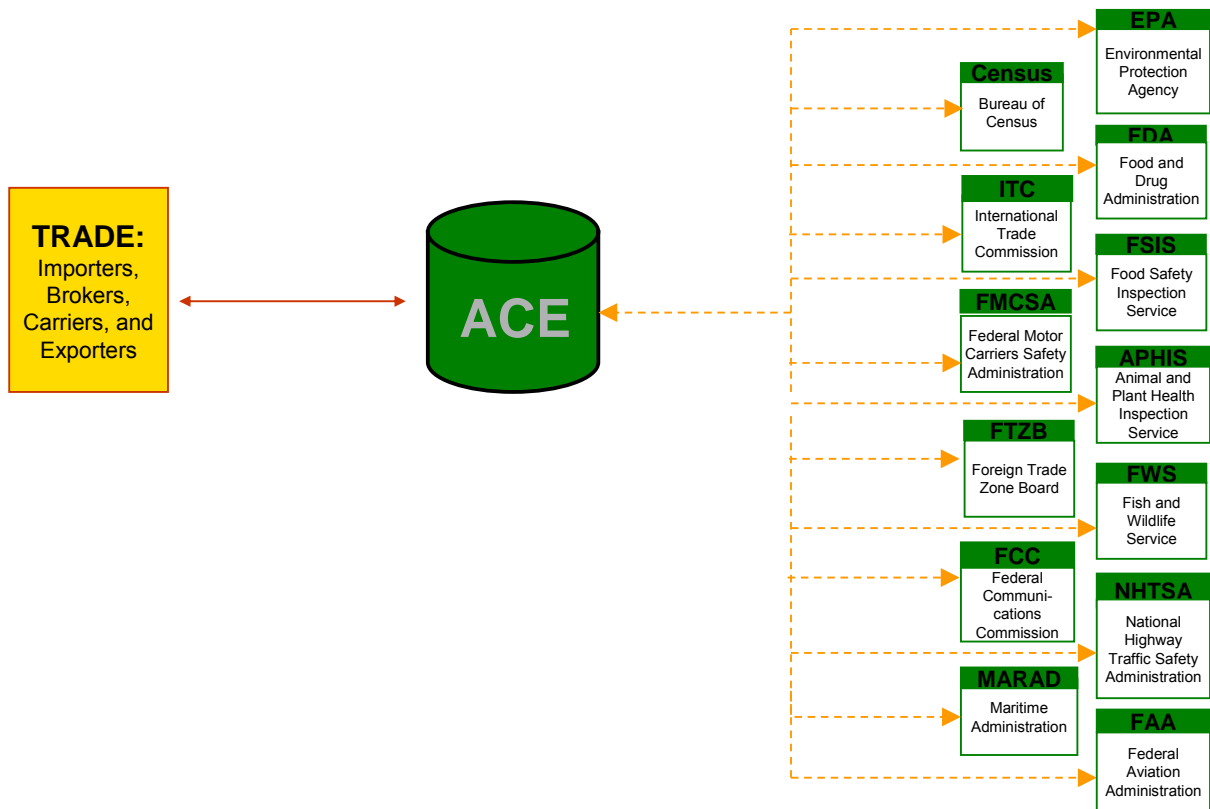 TRADE:
Importers,
Brokers,
Carriers, and
Exporters
ACE
Census
Bureau of
Census
ITC
International
Trade
Commission
FMCSA
Federal Motor
Carriers Safety
Administration
FTZB
Foreign Trade
Zone Board
FCC
Federal
Communi-
cations
Commission
MARAD
Maritime
Administration
EPA
Environmental
Protection
Agency
FDA
Food and
Drug
Administration
FSIS
Food Safety
Inspection
Service
APHIS
Animal and
Plant Health
Inspection
Service
FWS
Fish and
Wildlife
Service
NHTSA
National
Highway
Traffic Safety
Administration
FAA
Federal
Aviation
Administration